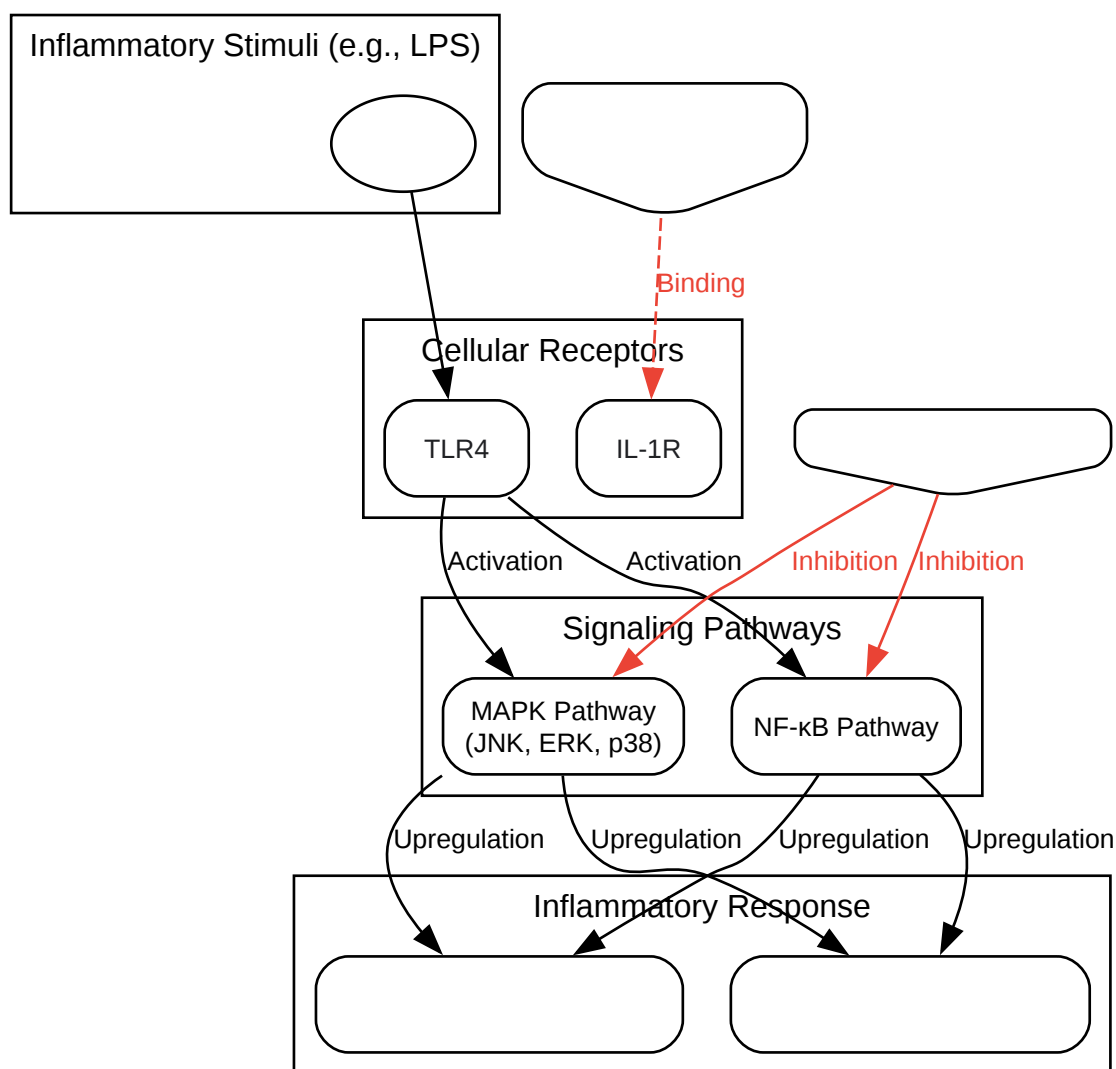 Inflammatory Stimuli (e.g., LPS)
Binding
Cellular Receptors
TLR4
IL-1R
Activation
Activation
Inhibition
Inhibition
Signaling Pathways
MAPK Pathway
(JNK, ERK, p38)
NF-κB Pathway
Upregulation
Upregulation
Upregulation
Upregulation
Inflammatory Response